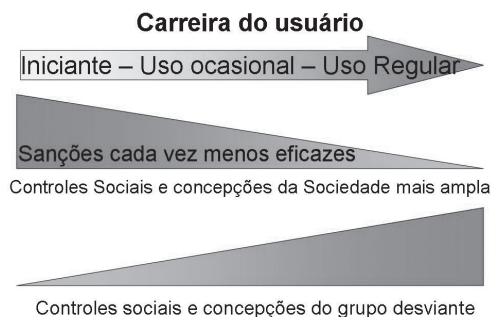 Carreira do usuário
Iniciante – Uso ocasional – Uso Regular
Sanções cada vez menos eficazes
Controles Sociais e concepções da Sociedade mais ampla
Controles sociais e concepções do grupo desviante